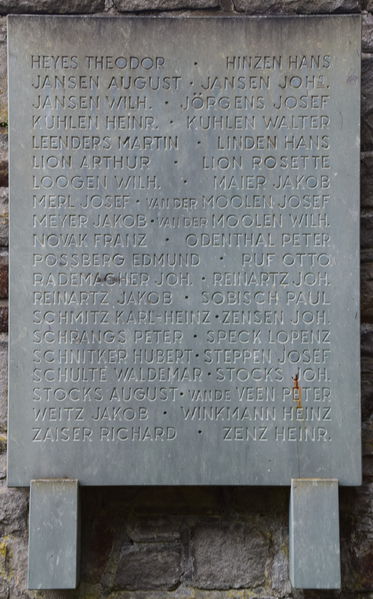 HEYES THEODOR · HINZEN HANS
JANSEN AUGUST · JANSEN JOHS.
JANSEN WILH. · JÖRGENS JOSEF
KUHLEN HEINR. · KUHLEN WALTER
LEENDERS MARTIN · LINDEN HANS
LION ARTHUR · LION ROSETTE
LOOGEN WILH. · MAIER JAKOB
MERL JOSEF · VAN DER MOOLEN JOSEF
MEYER JAKOB · VAN DER MOOLEN WILH.
NOVAK FRANZ · ODENTHAL PETER
POSSBERG EDMUND · RUF OTTO
RADEMACHER JOH. · REINARTZ JOH.
REINARTZ JAKOB · SOBISCH PAUL
SCHMITZ KARL-HEINZ · ZENSEN JOH.
SCHRANGS PETER · SPECK LORENZ
SCHNITKER HUBERT · STEPPEN JOSEF
SCHULTE WALDEMAR · STOCKS JOH.
STOCKS AUGUST · VAN DE VEEN PETER
WEITZ JAKOB · WINKMANN HEINZ
ZAISER RICHARD · ZENZ HEINR.